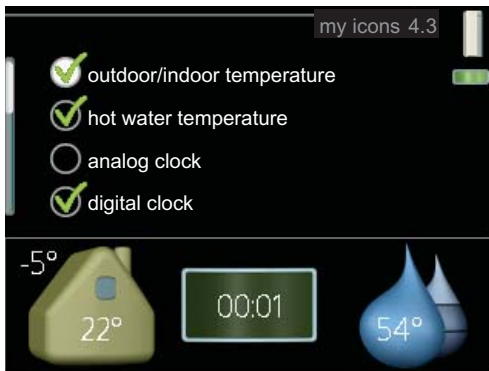 my icons 4.3
outdoor/indoor temperature
hot water temperature
analog clock
digital clock
-5°
22°
00:01
54°